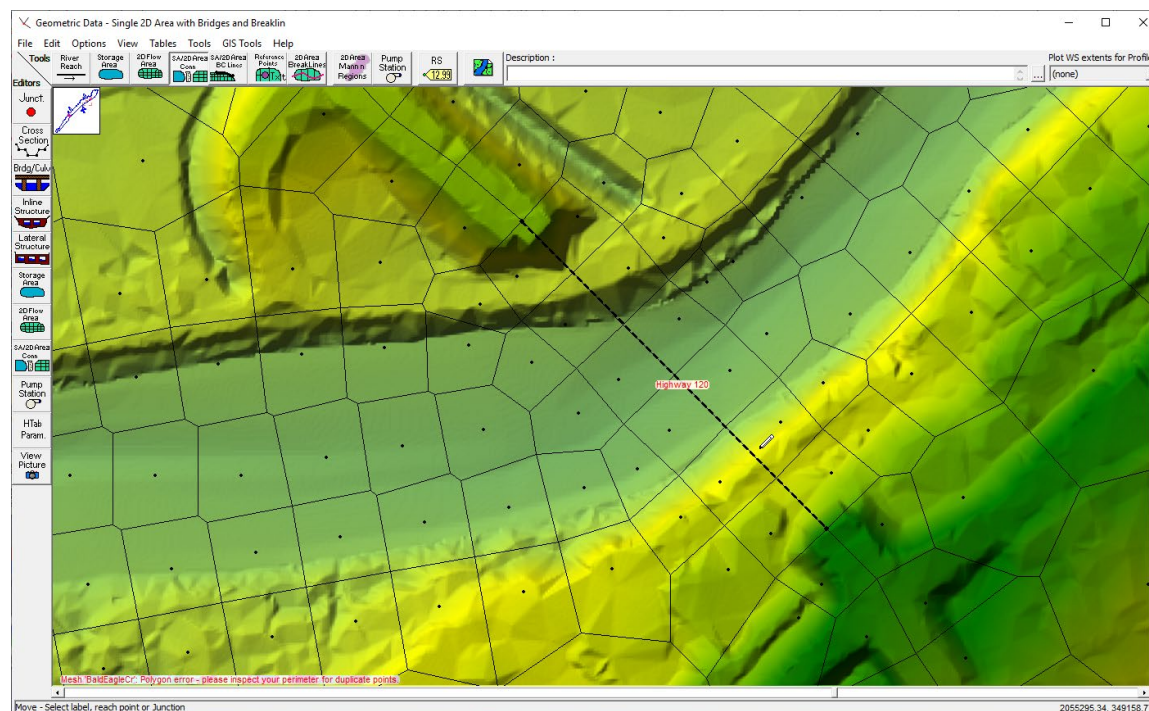 Geometric Data - Single 2D Area with Bridges and Breaklin
File Edit Options View Tables Tools GIS Tools Help
Tools
Editors
River
Reach
Storage
Area
2D Flow
Area
SA/2D Area
Conn
SA/2D Area
BC Lines
Reference
Points
2D Area
BreakLines
2D Area
Mann n
Regions
Pump
Station
RS
12.99
Description :
...
Plot WS extents for Profile
(none)
Junct.
Cross
Section
Brdg/Culv
Inline
Structure
Lateral
Structure
Storage
Area
2D Flow
Area
SA/2D Area
Conn
Pump
Station
HTab
Param.
View
Picture
Highway 120
Mesh 'BaldEagleCr': Polygon error - please inspect your perimeter for duplicate points.
Move - Select label, reach point or Junction
2055295.34, 349158.7